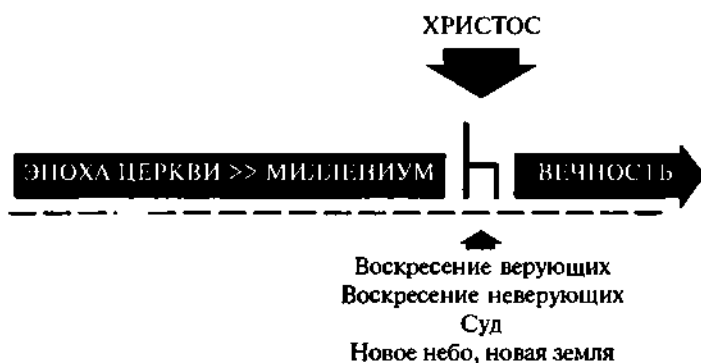 ХРИСТОС
ЭПОХА ЦЕРКВИ >> МИЛЛЕНИУМ
ВЕЧНОСТЬ
Воскресение верующих
Воскресение неверующих
Суд
Новое небо, новая земля